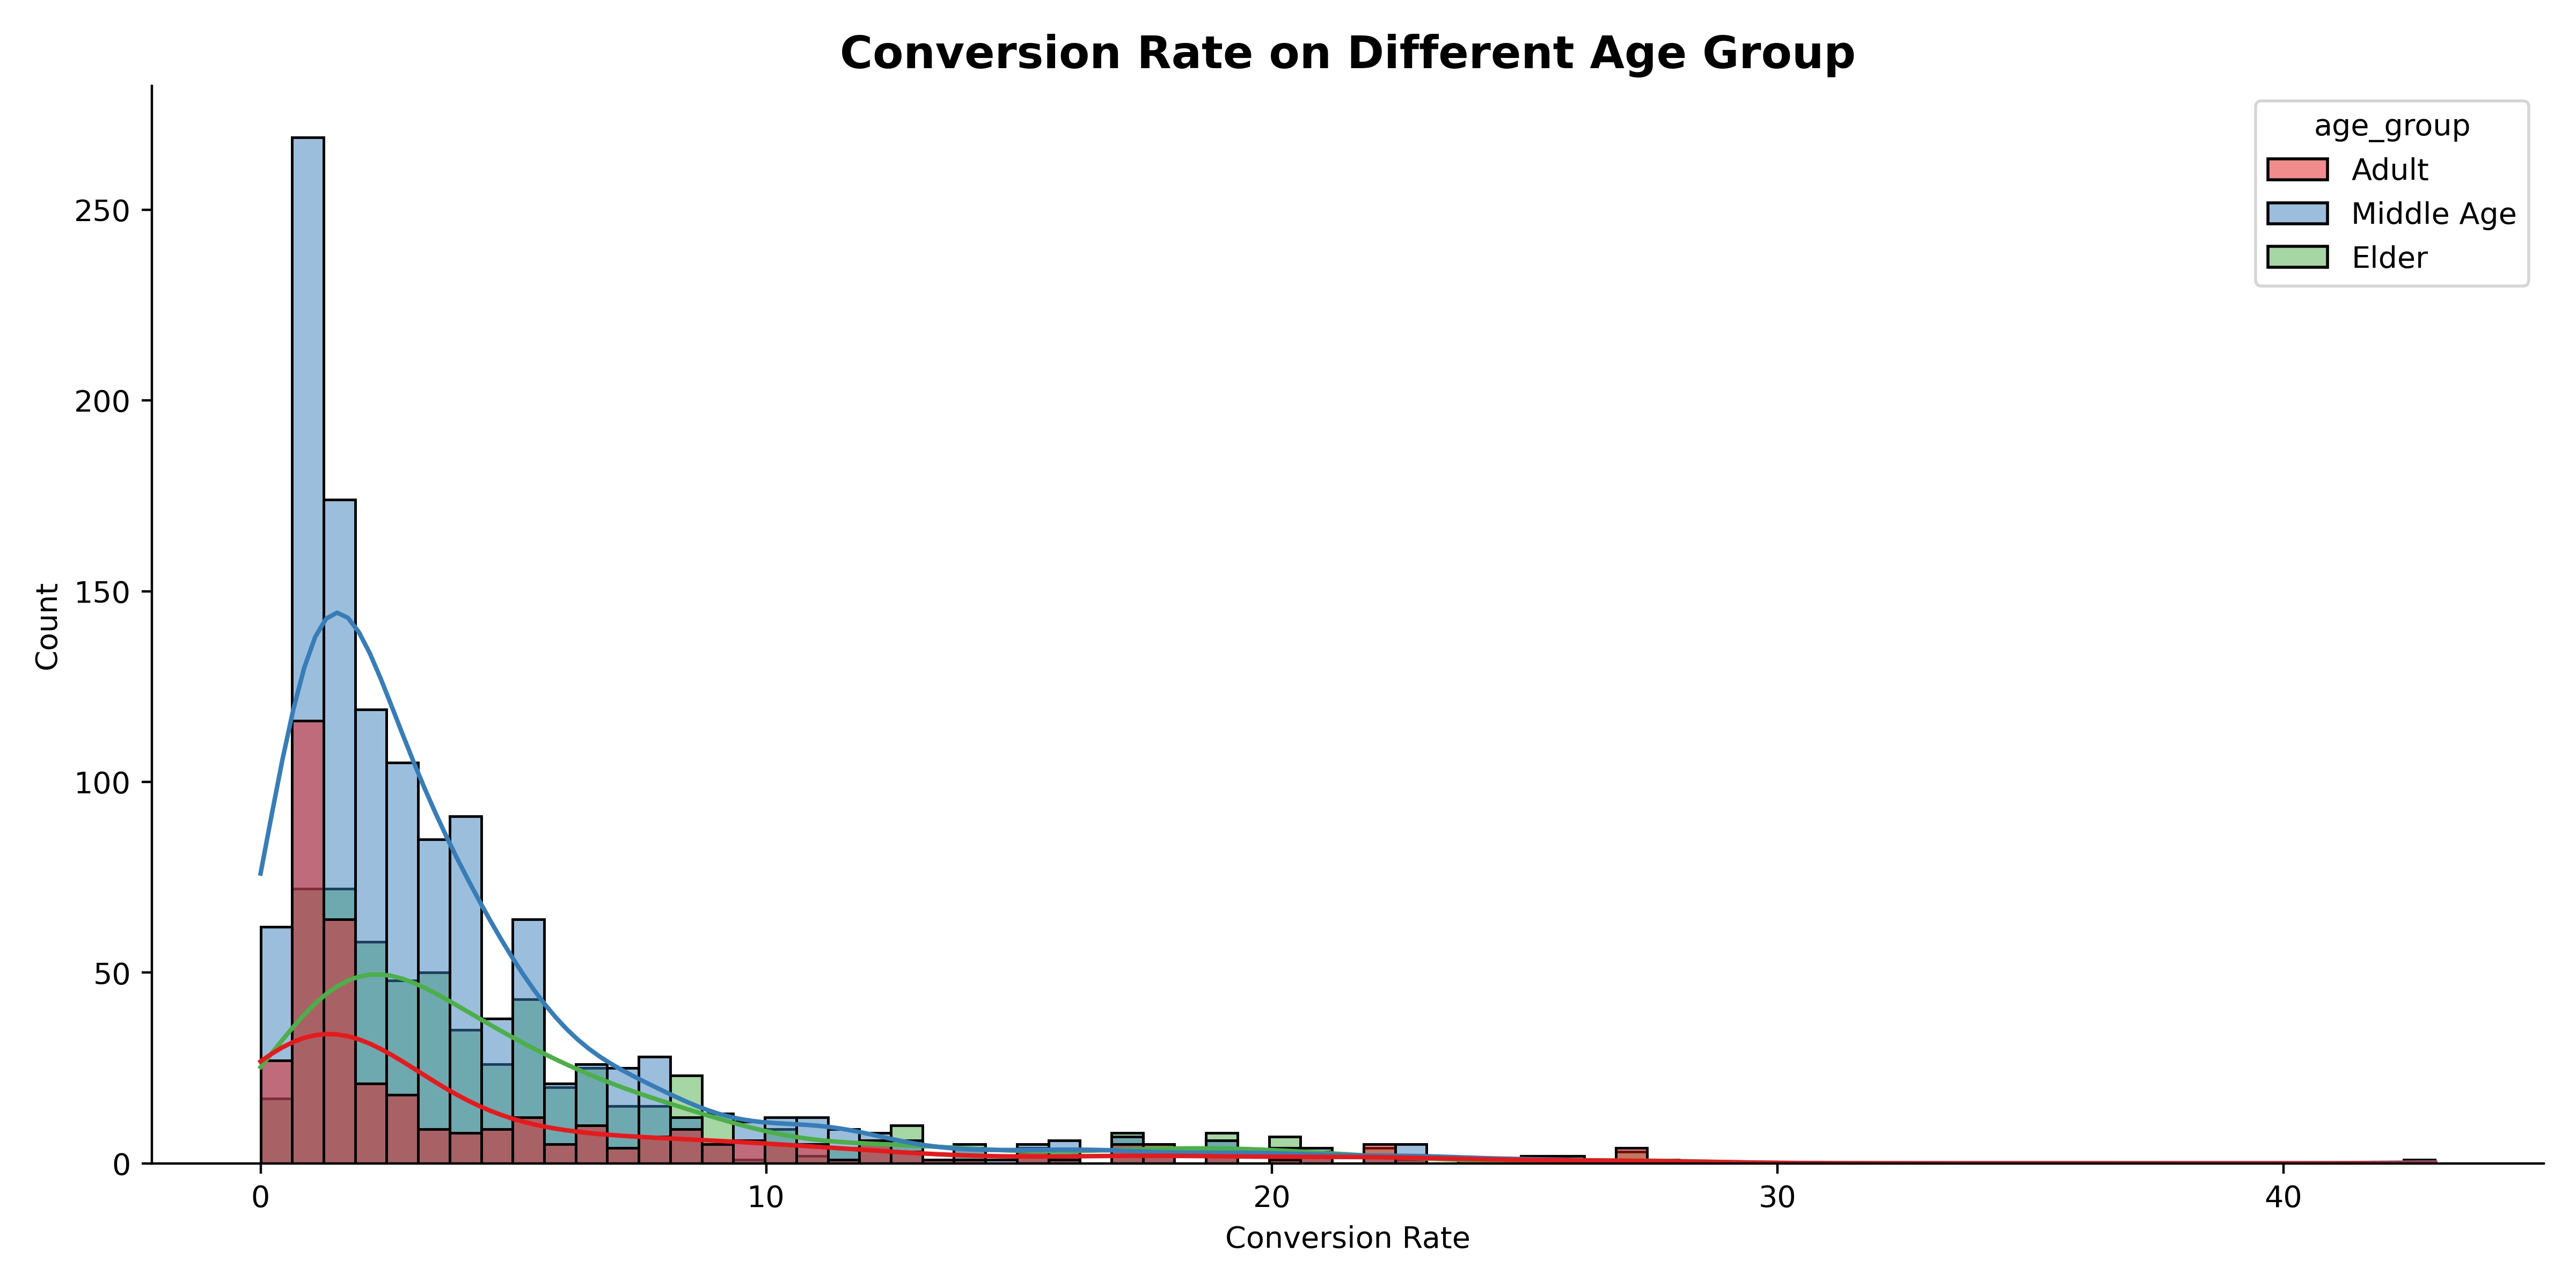 Conversion Rate on Different Age Group
age_group
Adult
Middle Age
Elder
Count
250
200
150
100
50
0
0
10
20
30
40
Conversion Rate